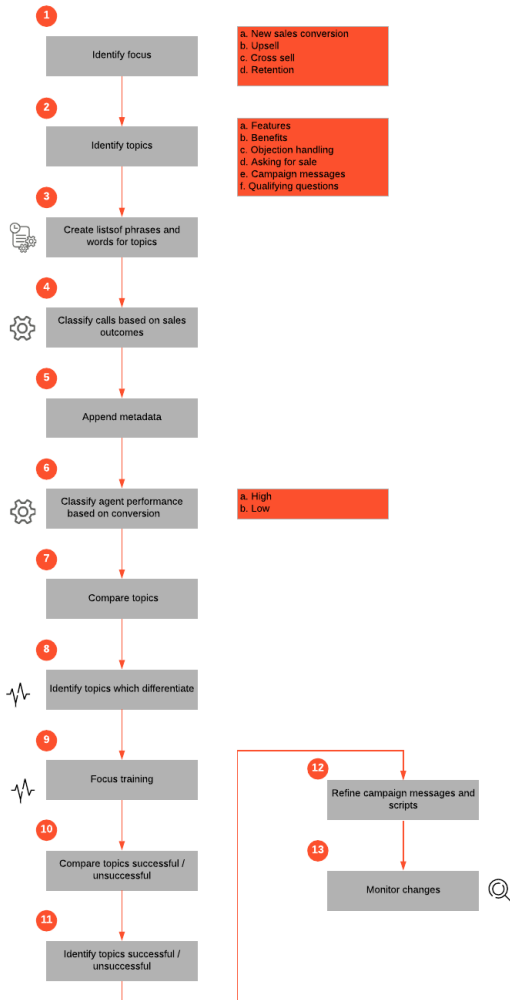 1
Identify focus
a. New sales conversion
b. Upsell
c. Cross sell
d. Retention
2
Identify topics
a. Features
b. Benefits
c. Objection handling
d. Asking for sale
e. Campaign messages
f. Qualifying questions
3
Create listsof phrases and
words for topics
4
Classify calls based on sales
outcomes
5
Append metadata
6
Classify agent performance
based on conversion
a. High
b. Low
7
Compare topics
8
Identify topics which differentiate
9
Focus training
10
Compare topics successful /
unsuccessful
11
Identify topics successful /
unsuccessful
12
Refine campaign messages and
scripts
13
Monitor changes